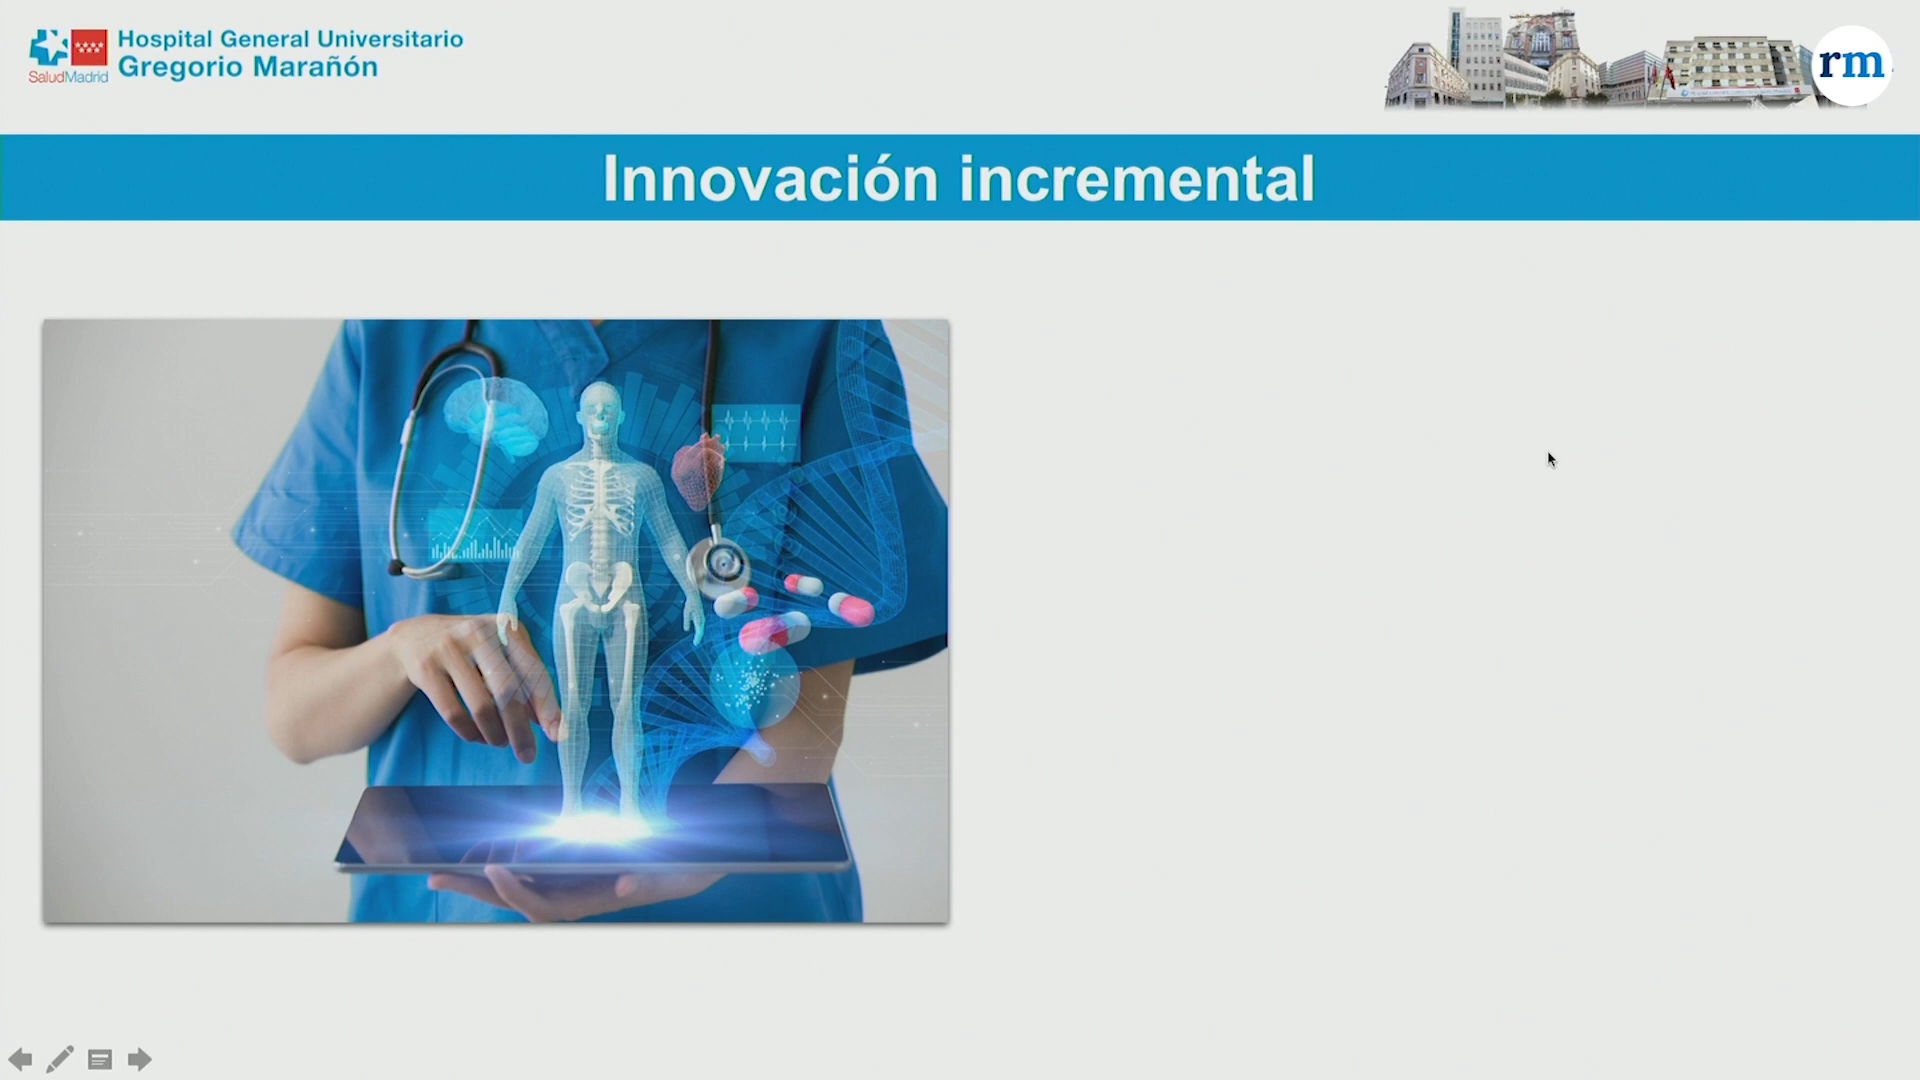 Hospital General Universitario
Gregorio Marañón
SaludMadrid
rm
Innovación incremental